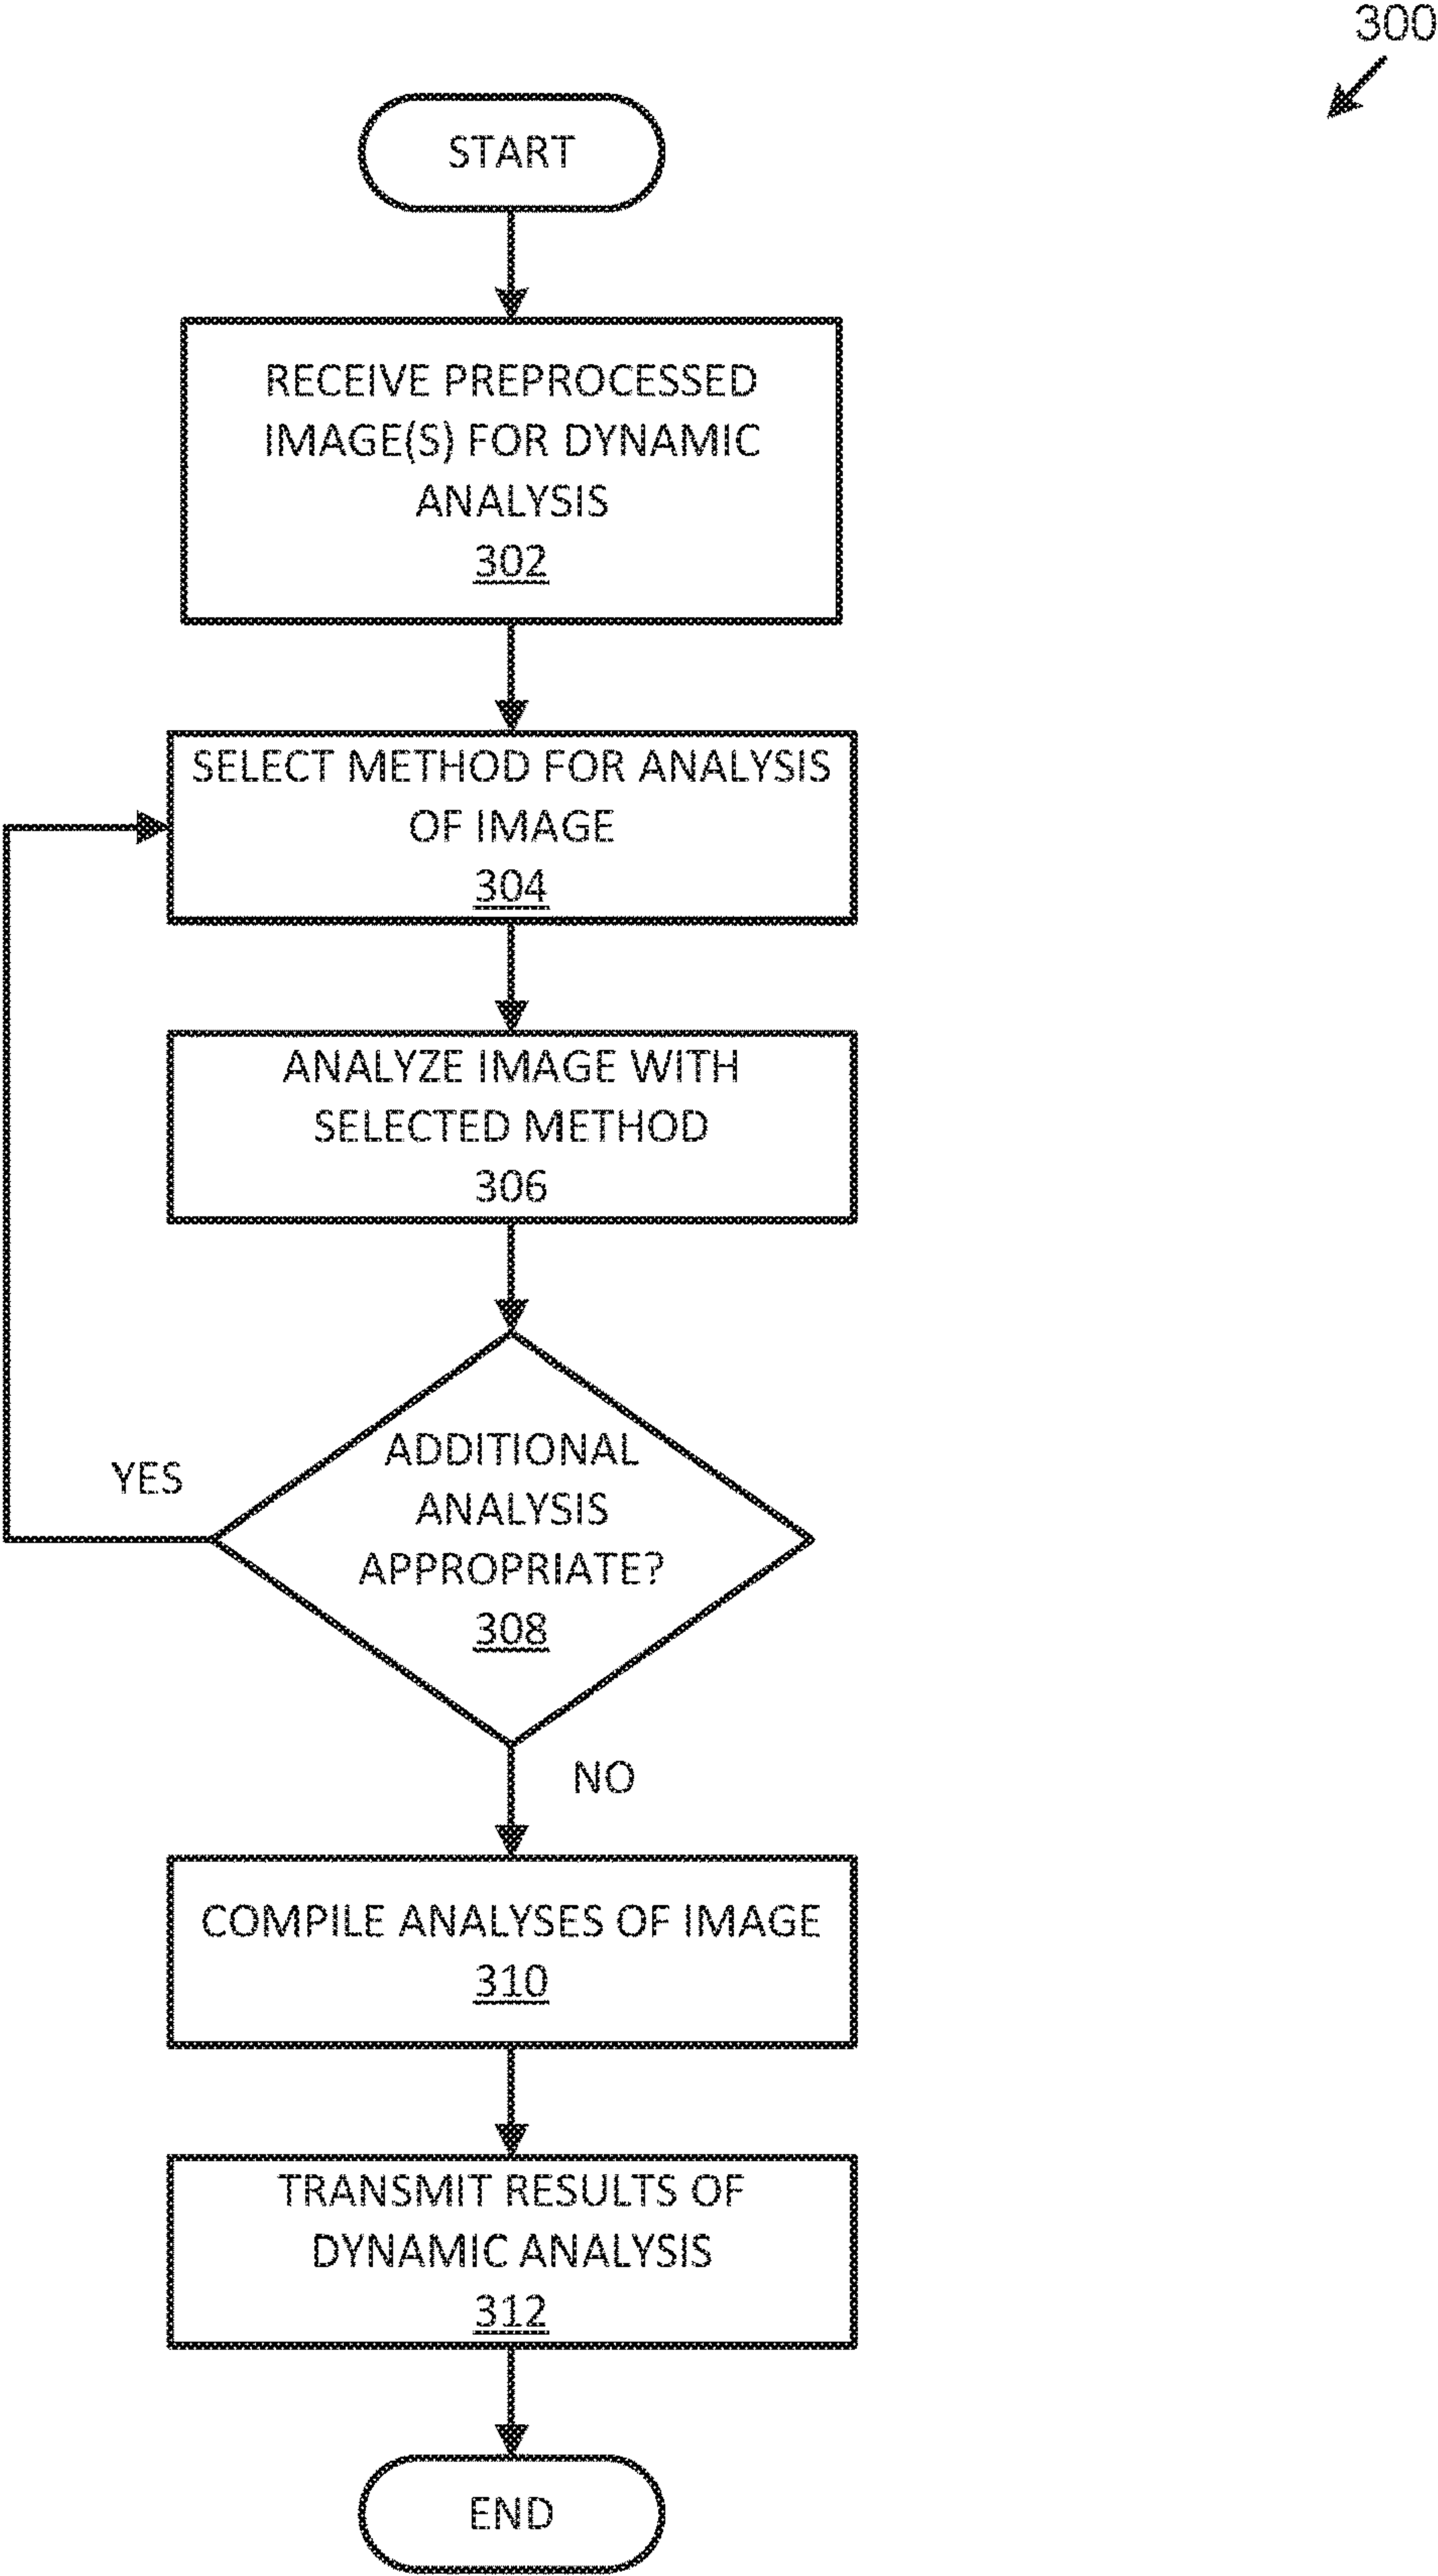 300
START
RECEIVE PREPROCESSED
IMAGE(S) FOR DYNAMIC
ANALYSIS
302
SELECT METHOD FOR ANALYSIS
OF IMAGE
304
ANALYZE IMAGE WITH
SELECTED METHOD
306
ADDITIONAL
ANALYSIS
APPROPRIATE?
308
YES
NO
COMPILE ANALYSES OF IMAGE
310
TRANSMIT RESULTS OF
DYNAMIC ANALYSIS
312
END